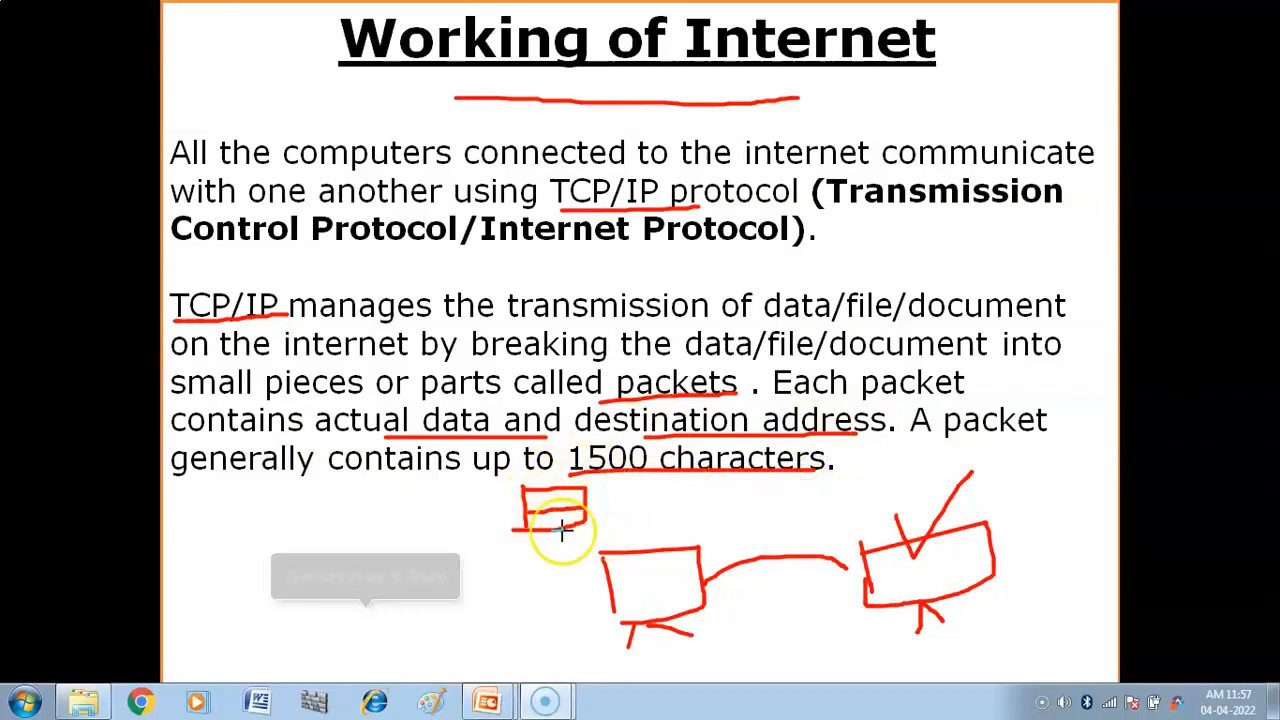 Working of Internet
All the computers connected to the internet communicate
with one another using TCP/IP protocol (Transmission
Control Protocol/Internet Protocol).
TCP/IP manages the transmission of data/file/document
on the internet by breaking the data/file/document into
small pieces or parts called packets . Each packet
contains actual data and destination address. A packet
generally contains up to 1500 characters.
AM 11:57
04-04-2022